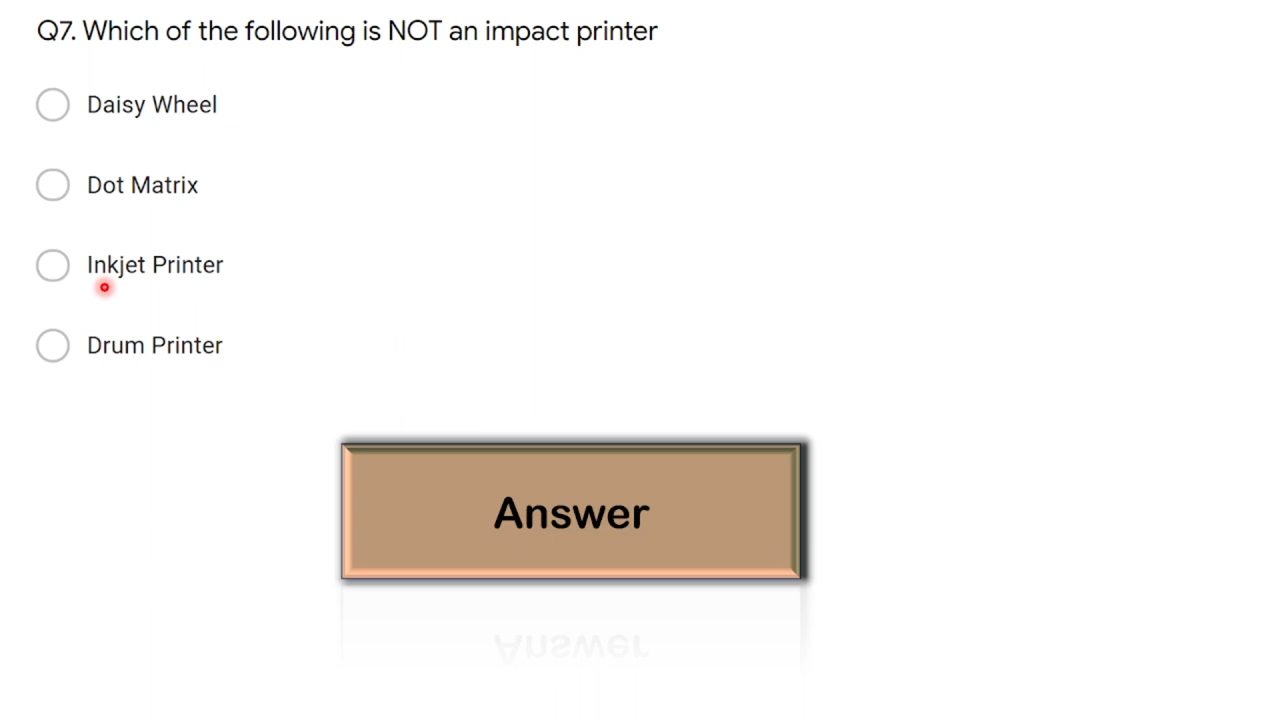 Q7. Which of the following is NOT an impact printer
Daisy Wheel
Dot Matrix
Inkjet Printer
Drum Printer
Answer